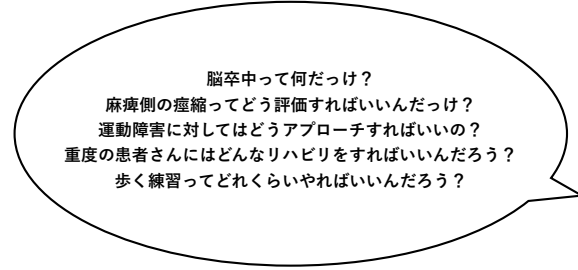 脳卒中って何だっけ？
麻痺側の痙縮ってどう評価すればいいんだっけ？
運動障害に対してはどうアプローチすればいいの？
重度の患者さんにはどんなリハビリをすればいいんだろう？
歩く練習ってどれくらいやればいいんだろう？